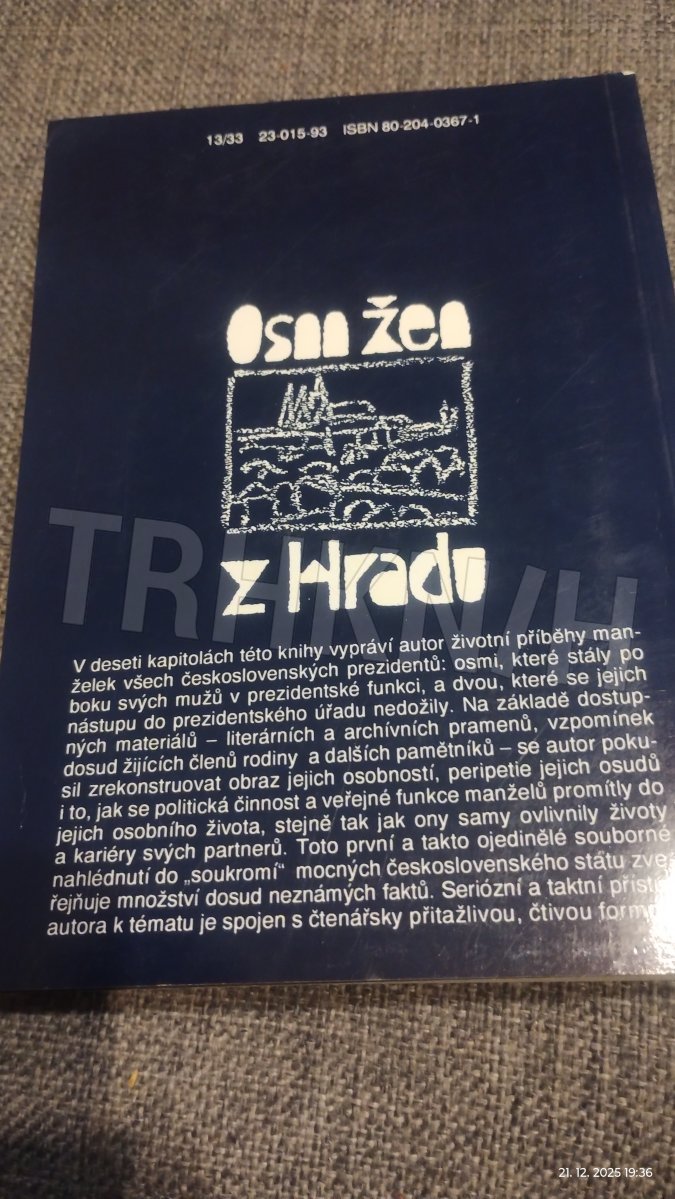 13/33 23-015-93 ISBN 80-204-0367-1
Osm žen
z Hradu
TRHKNIH
V deseti kapitolách této knihy vypráví autor životní příběhy man-
želek všech československých prezidentů: osmi, které stály po
boku svých mužů v prezidentské funkci, a dvou, které se jejich
nástupu do prezidentského úřadu nedožily. Na základě dostup-
ných materiálů – literárních a archívních pramenů, vzpomínek
dosud žijících členů rodiny a dalších pamětníků – se autor poku-
sil zrekonstruovat obraz jejich osobností, peripetie jejich osudů
i to, jak se politická činnost a veřejné funkce manželů promítly do
jejich osobního života, stejně tak jak ony samy ovlivnily životy
a kariéry svých partnerů. Toto první a takto ojedinělé souborné
nahlédnutí do „soukromí“ mocných československého státu zve-
řejňuje množství dosud neznámých faktů. Seriózní a taktní
autora k tématu je spojen s čtenářsky přitažlivou, čtivou
21. 12. 2025 19:36